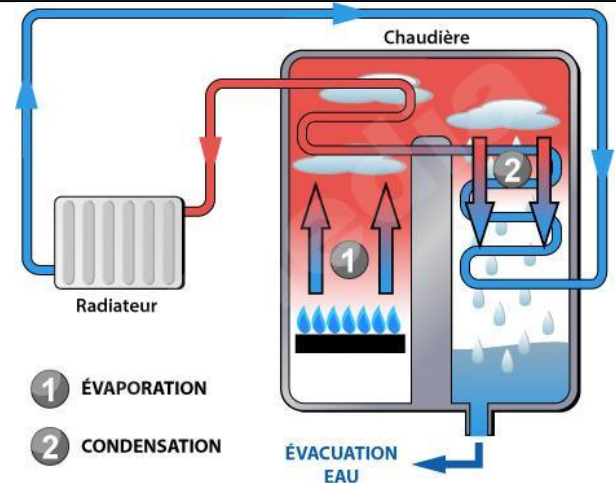 Chaudière
2
1
Radiateur
1 ÉVAPORATION
2 CONDENSATION
ÉVACUATION
EAU